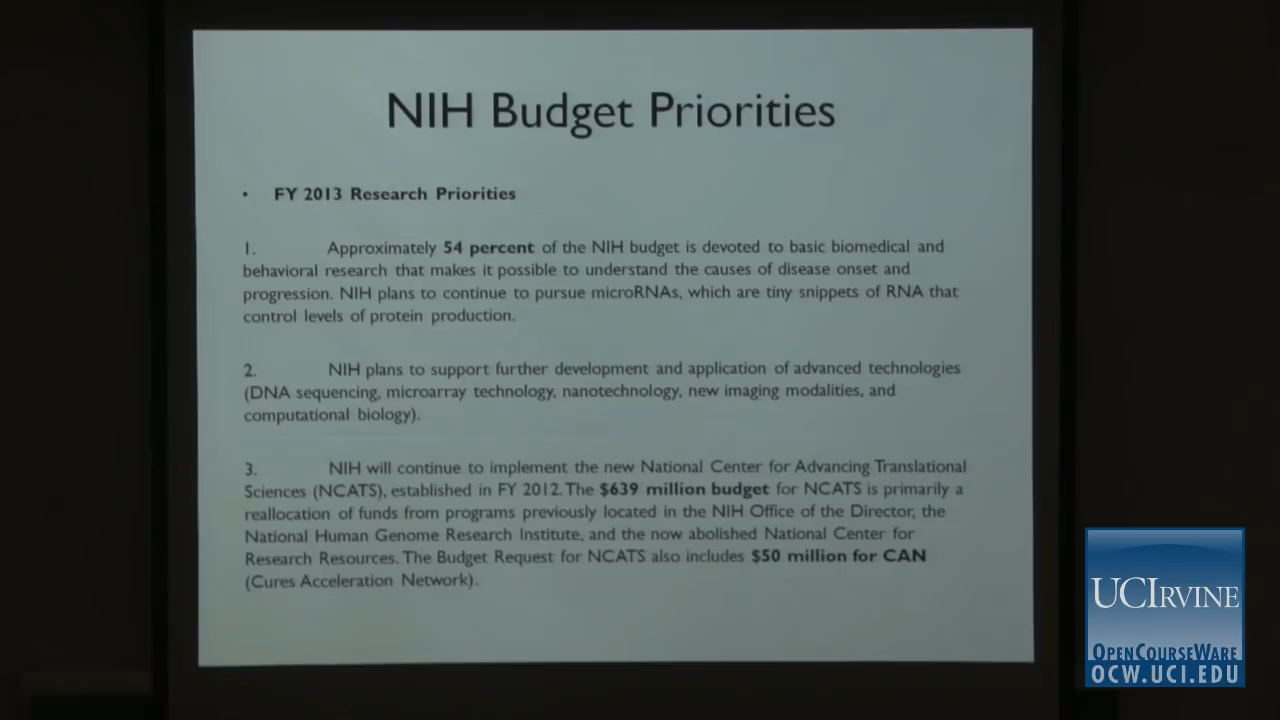 NIH Budget Priorities
• FY 2013 Research Priorities
1. Approximately 54 percent of the NIH budget is devoted to basic biomedical and
behavioral research that makes it possible to understand the causes of disease onset and
progression. NIH plans to continue to pursue microRNAs, which are tiny snippets of RNA that
control levels of protein production.
2. NIH plans to support further development and application of advanced technologies
(DNA sequencing, microarray technology, nanotechnology, new imaging modalities, and
computational biology).
3. NIH will continue to implement the new National Center for Advancing Translational
Sciences (NCATS), established in FY 2012. The $639 million budget for NCATS is primarily a
reallocation of funds from programs previously located in the NIH Office of the Director, the
National Human Genome Research Institute, and the now abolished National Center for
Research Resources. The Budget Request for NCATS also includes $50 million for CAN
(Cures Acceleration Network).
UCIRVINE
OPENCOURSEWARE
OCW.UCI.EDU